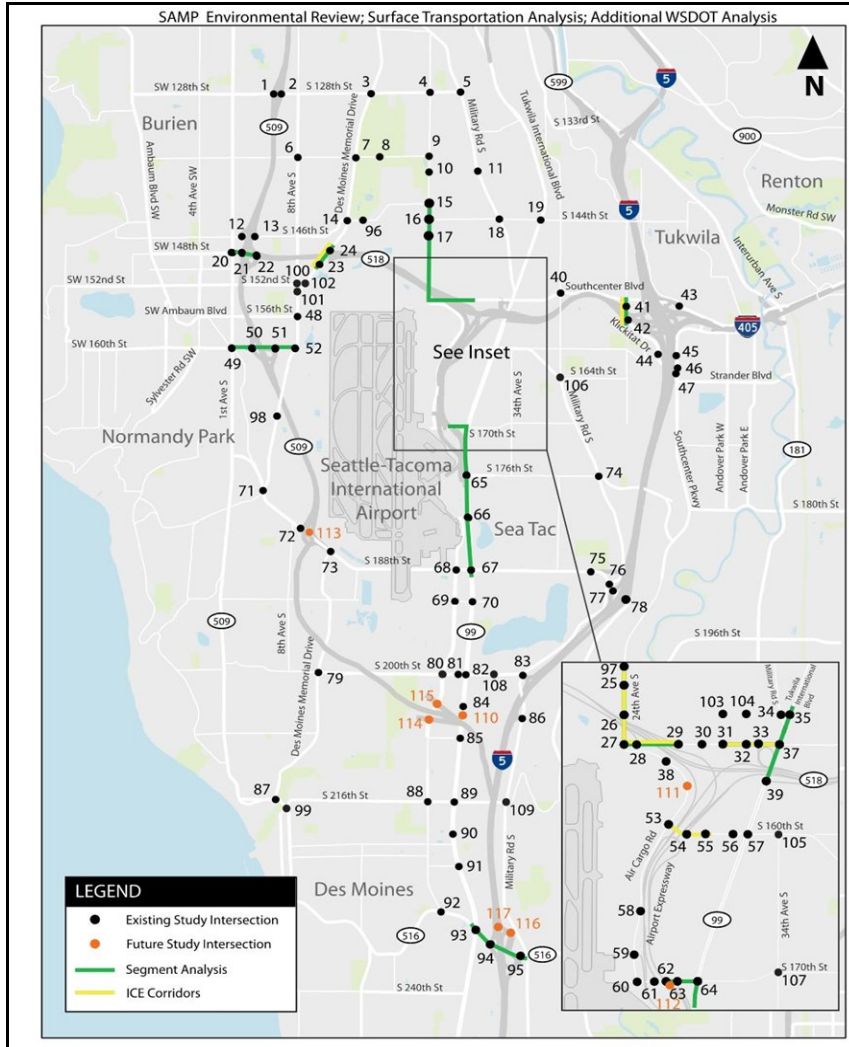 SAMP Environmental Review; Surface Transportation Analysis; Additional WSDOT Analysis
599
5
N
SW 128th St
1
2
S 128th St
3
4
5
S 133rd St
900
Burien
509
Military Rd S
Tukwila International Blvd
Des Moines Memorial Drive
Ambaum Blvd SW
4th Ave SW
8th Ave S
6
7
8
9
10
11
Renton
Monster Rd SW
5
15
14
96
16
18
19
S 144th St
S 146th St
12
13
17
Tukwila
Interurban Ave S
SW 148th St
20
21
22
24
23
518
SW 152nd St
100
S 152nd St
102
101
40
Southcenter Blvd
41
43
SW Ambaum Blvd
S 156th St
48
42
Klickitat Dr
405
SW 160th St
50
51
49
52
See Inset
44
45
46
47
Strander Blvd
Sylvester Rd SW
1st Ave S
34th Ave S
S 164th St
106
Military Rd S
98
Normandy Park
509
S 170th St
Southcenter Pkwy
Andover Park W
Andover Park E
181
Seattle-Tacoma
International
Airport
S 176th St
65
74
71
66
Sea Tac
S 180th St
72
113
73
S 188th St
68
67
75
76
77
78
69
70
509
8th Ave S
99
S 196th St
79
S 200th St
80
81
82
108
83
Des Moines Memorial Drive
115
84
114
110
86
85
5
87
99
S 216th St
88
89
109
90
91
Military Rd S
Des Moines
92
117
116
516
93
94
95
516
S 240th St
97
25
24th Ave S
26
27
28
29
30
103
104
31
32
33
34
35
Military Rd S
Tukwila International Blvd
37
38
39
518
111
53
54
55
56
57
S 160th St
105
Air Cargo Rd
Airport Expressway
58
59
99
34th Ave S
60
61
62
63
64
112
S 170th St
107
LEGEND
Existing Study Intersection
Future Study Intersection
Segment Analysis
ICE Corridors